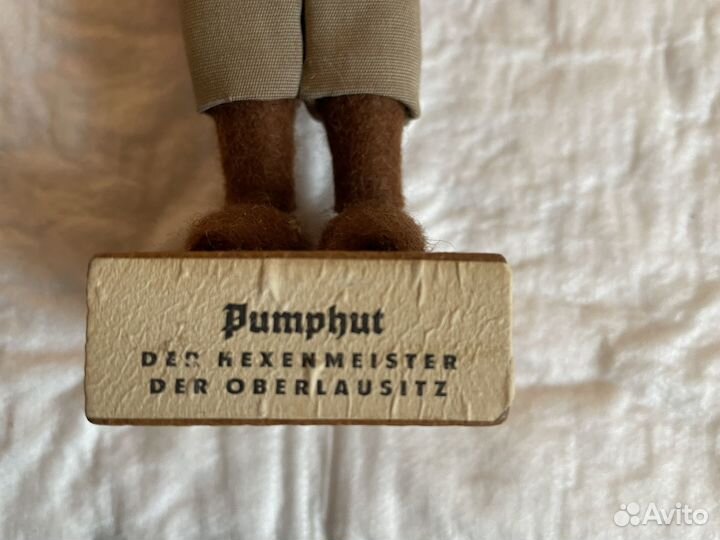 Pumphut
DER HEXENMEISTER
DER OBERLAUSITZ
Avito